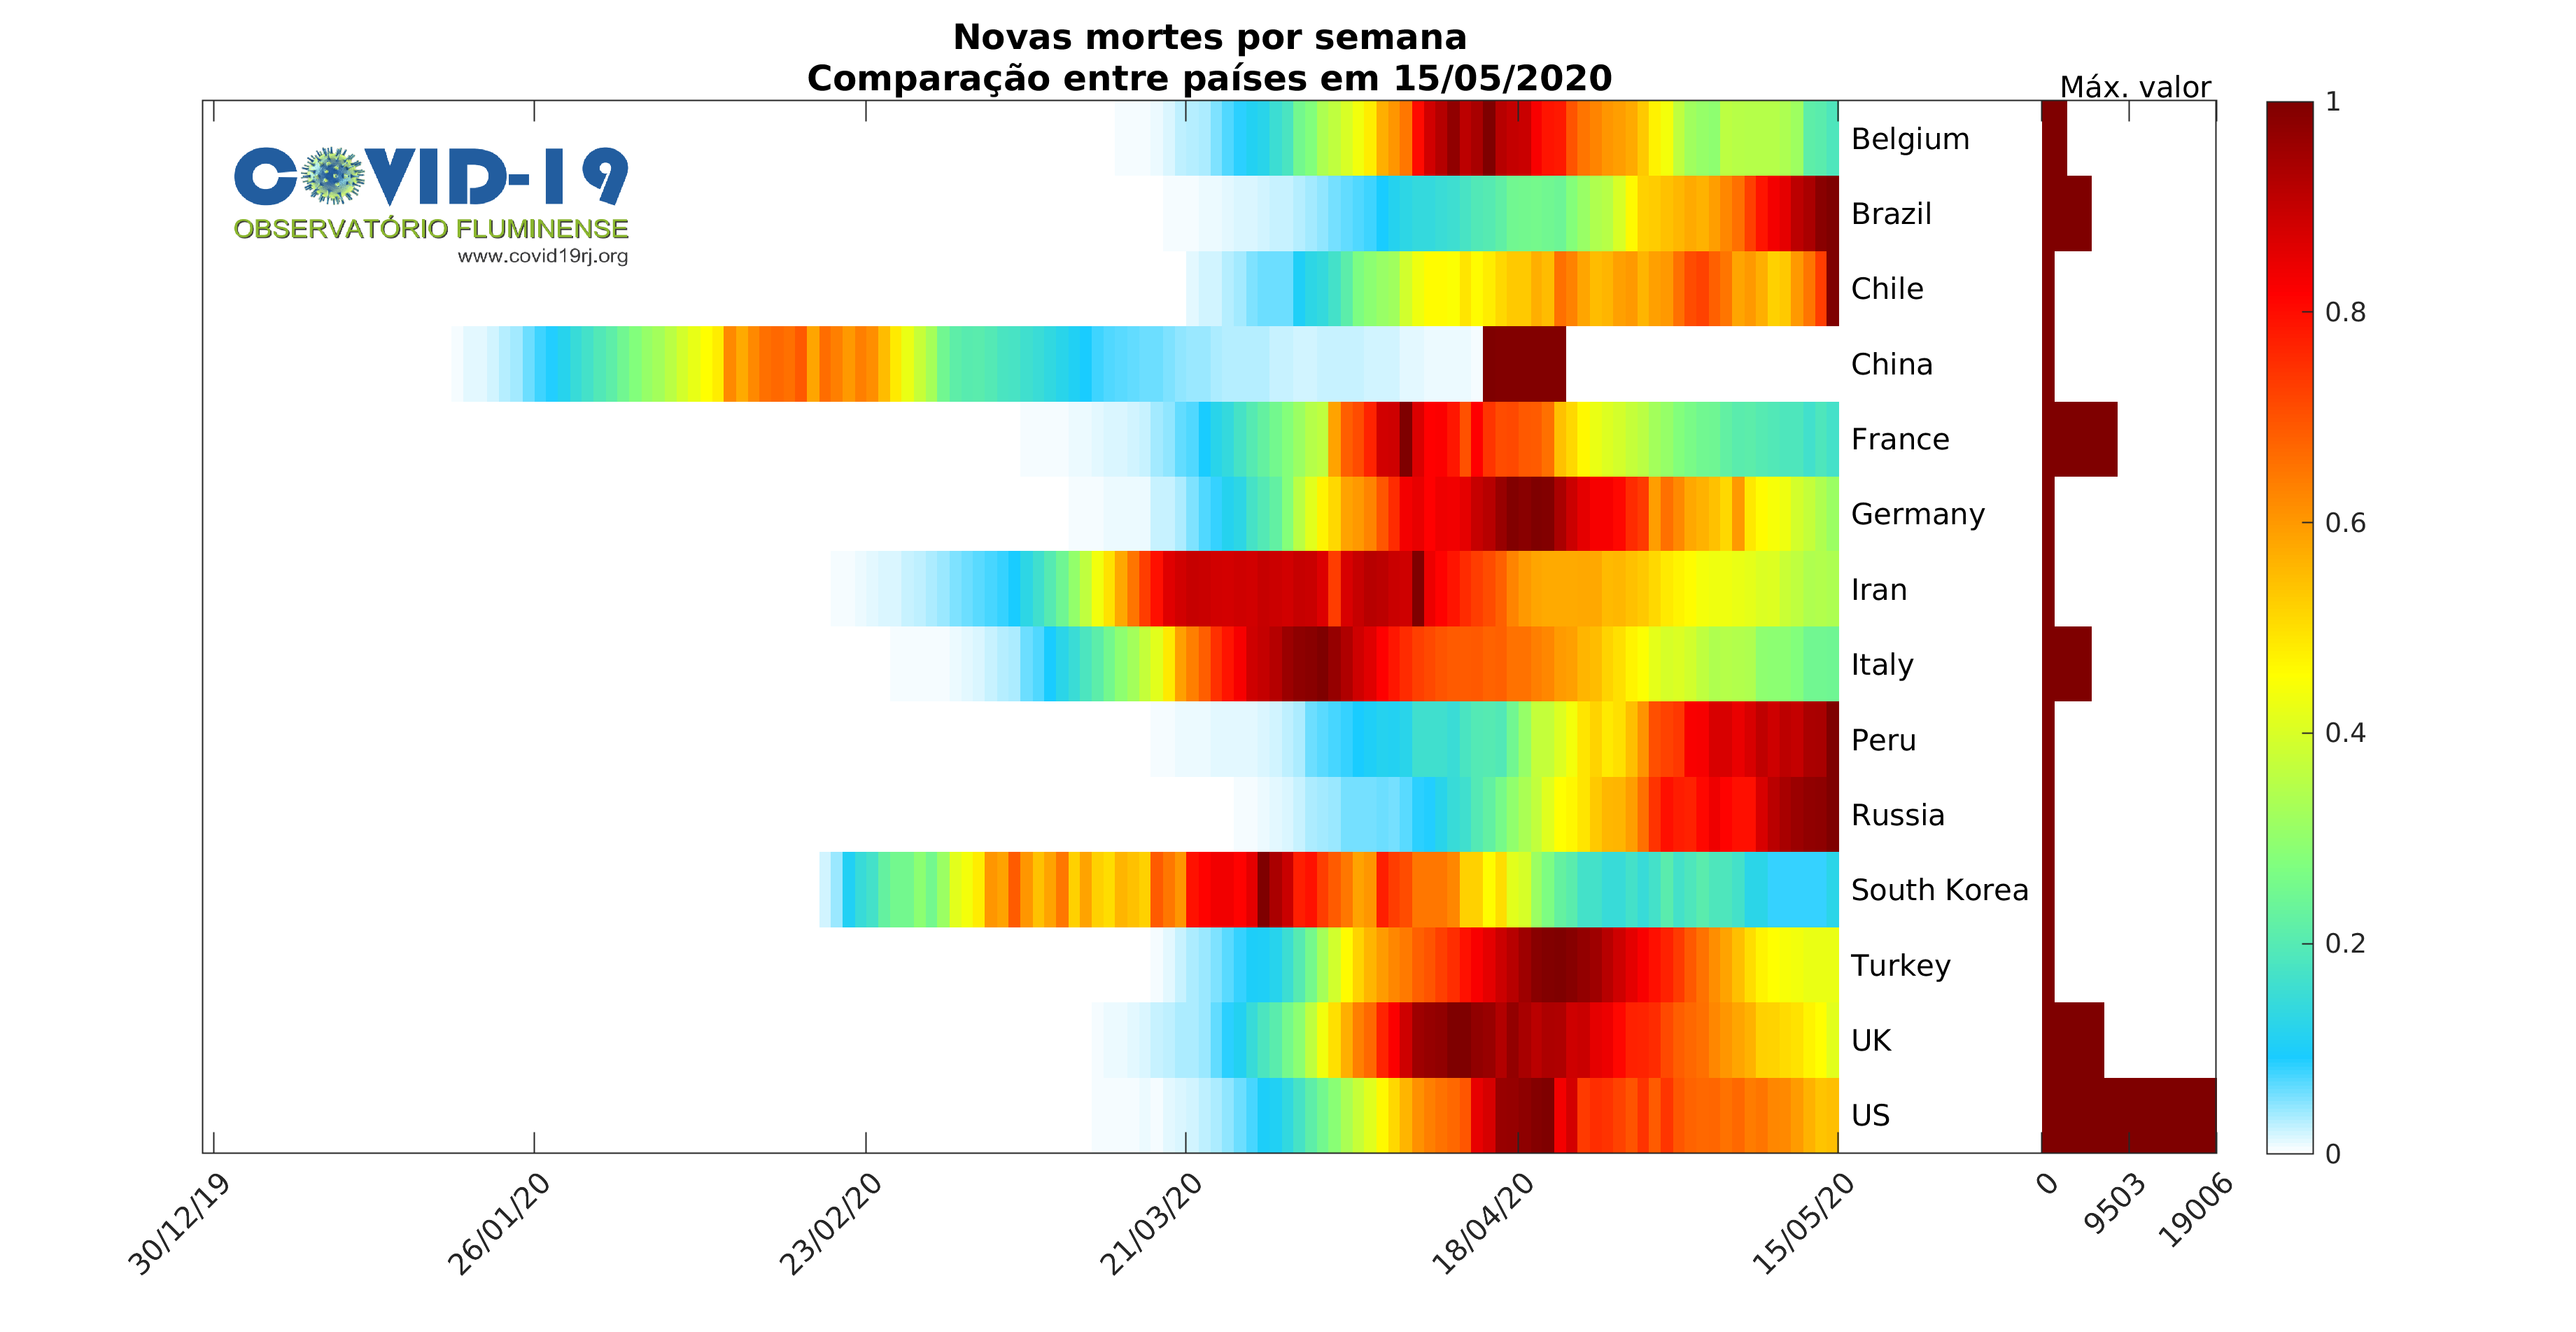 Novas mortes por semana
Comparação entre países em 15/05/2020
Máx. valor
COVID-19
OBSERVATÓRIO FLUMINENSE
www.covid19rj.org
Belgium
Brazil
Chile
China
France
Germany
Iran
Italy
Peru
Russia
South Korea
Turkey
UK
US
1
0.8
0.6
0.4
0.2
0
30/12/19
26/01/20
23/02/20
21/03/20
18/04/20
15/05/20
0
9503
19006